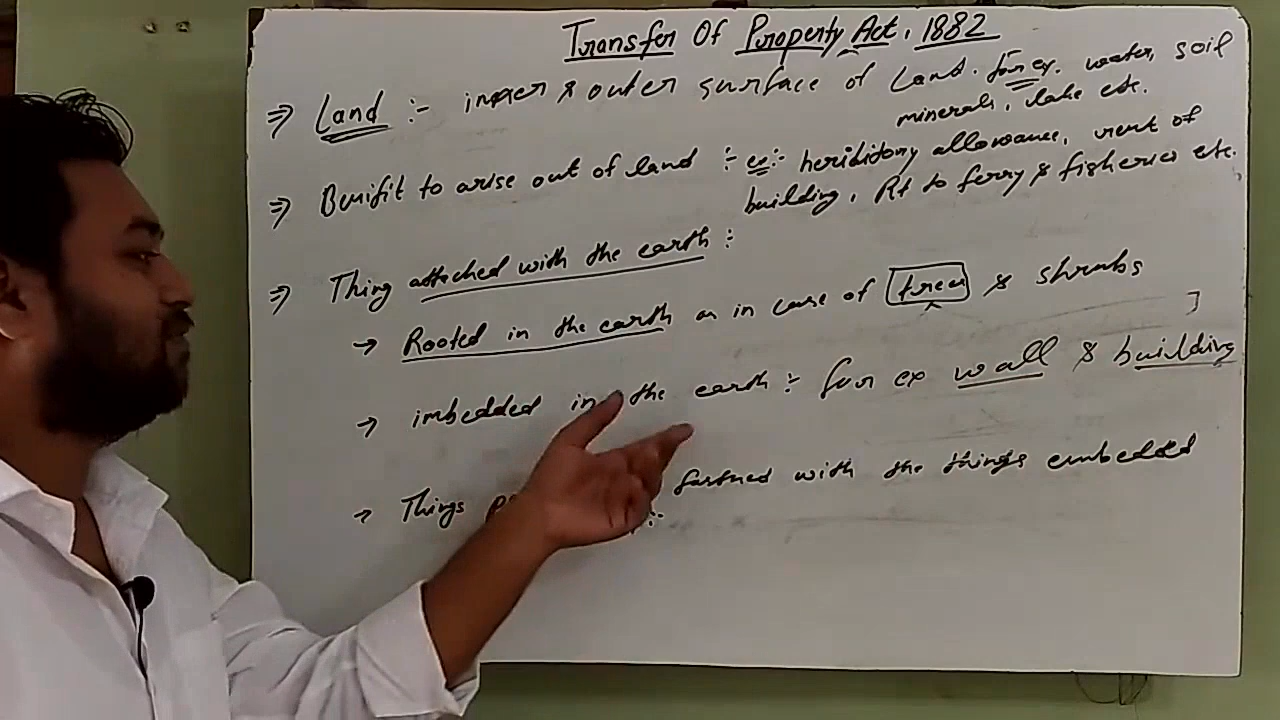 Transfer Of Property Act, 1882
⇒ Land :- inner & outer surface of Land. for ex. water, soil
minerals, lake etc.
⇒ Benifit to arise out of land :- ex:- heriditory allowance, rent of
building, Rt to ferry & fisheries etc.
⇒ Thing attached with the earth :-
→ Rooted in the earth as in case of trees & shrubs
→ imbedded in the earth :- for ex wall & building
→ Things fastned with the things embedded